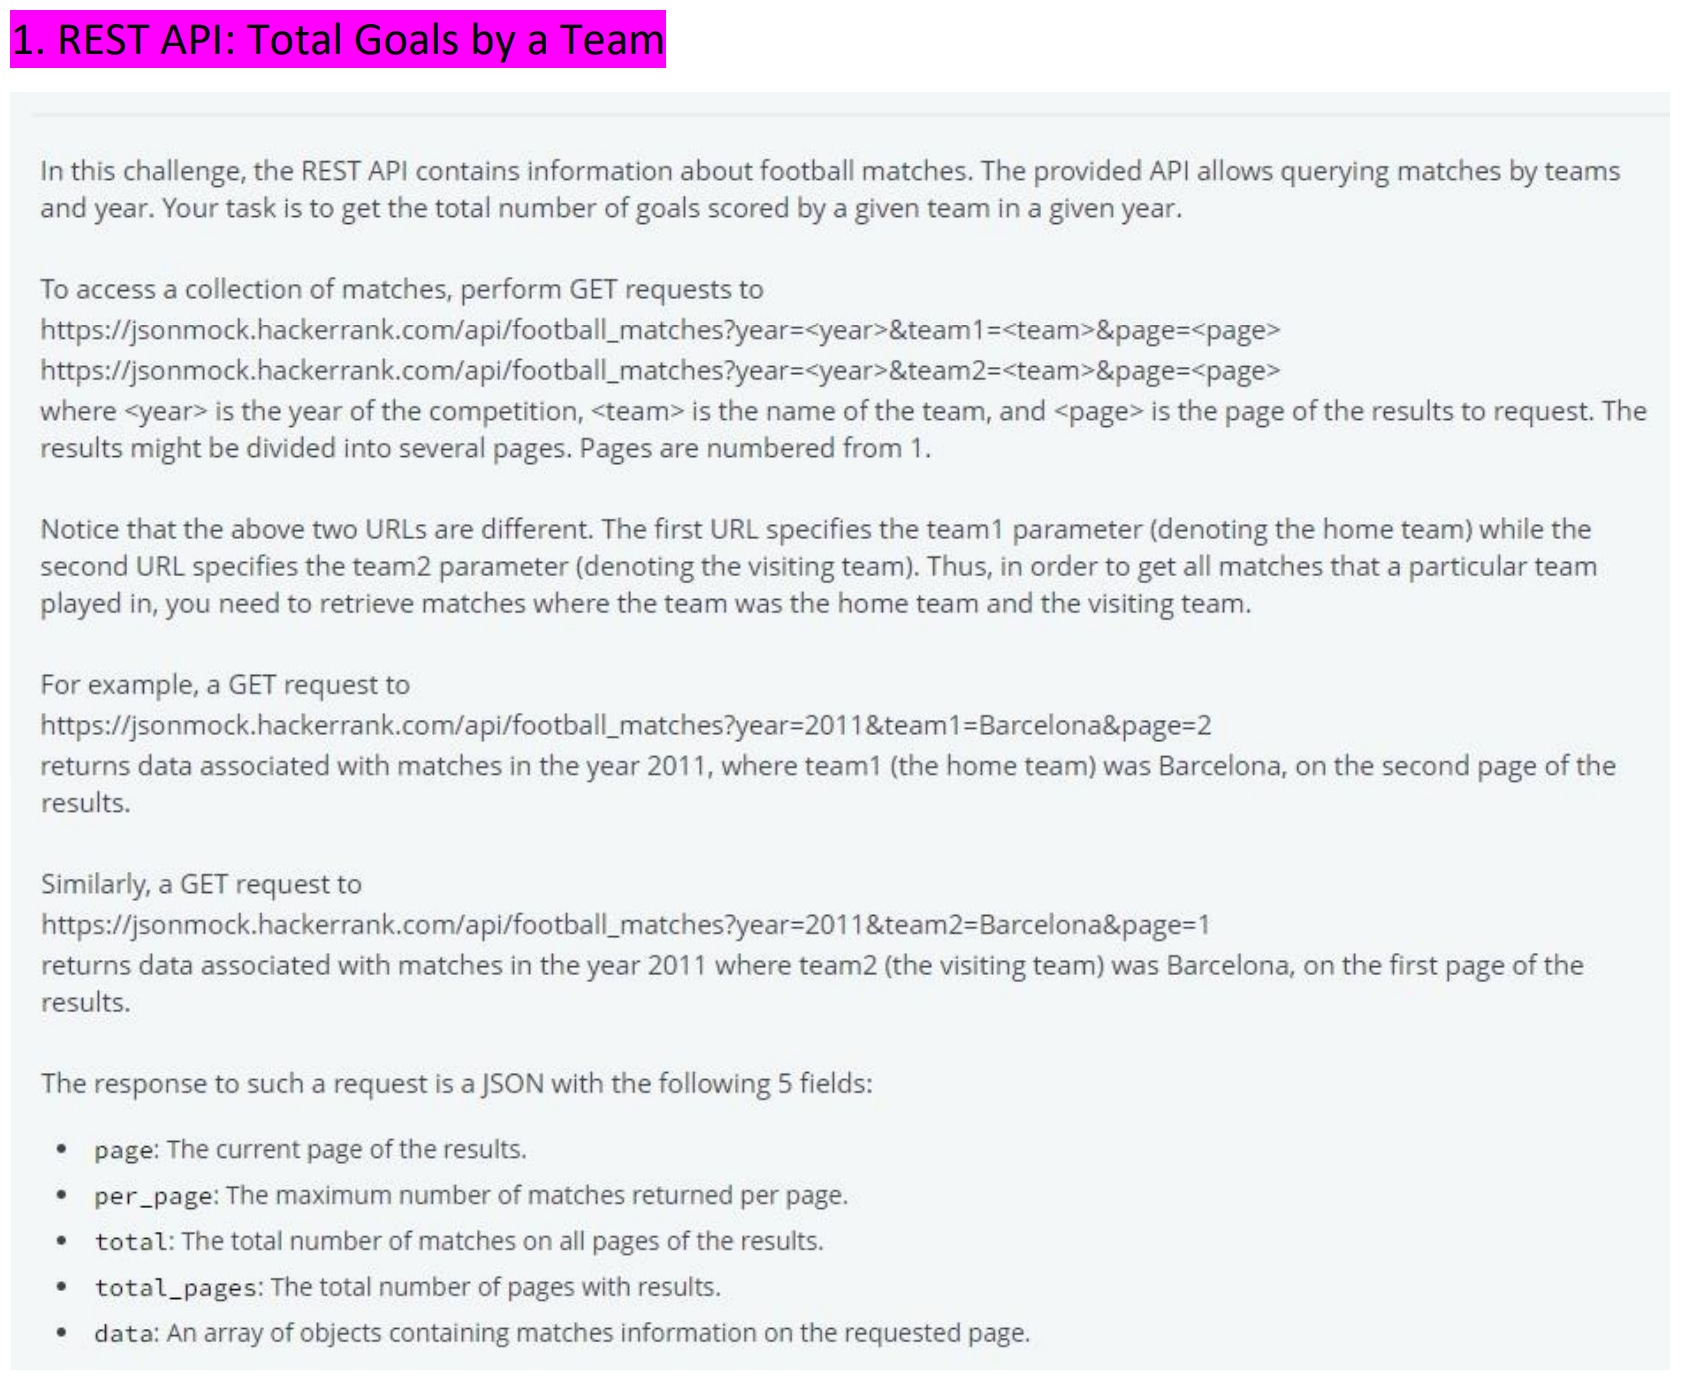 1. REST API: Total Goals by a Team
In this challenge, the REST API contains information about football matches. The provided API allows querying matches by teams
and year. Your task is to get the total number of goals scored by a given team in a given year.
To access a collection of matches, perform GET requests to
https://jsonmock.hackerrank.com/api/football_matches?year=<year>&team1=<team>&page=<page>
https://jsonmock.hackerrank.com/api/football_matches?year=<year>&team2=<team>&page=<page>
where <year> is the year of the competition, <team> is the name of the team, and <page> is the page of the results to request. The
results might be divided into several pages. Pages are numbered from 1.
Notice that the above two URLs are different. The first URL specifies the team1 parameter (denoting the home team) while the
second URL specifies the team2 parameter (denoting the visiting team). Thus, in order to get all matches that a particular team
played in, you need to retrieve matches where the team was the home team and the visiting team.
For example, a GET request to
https://jsonmock.hackerrank.com/api/football_matches?year=2011&team1=Barcelona&page=2
returns data associated with matches in the year 2011, where team1 (the home team) was Barcelona, on the second page of the
results.
Similarly, a GET request to
https://jsonmock.hackerrank.com/api/football_matches?year=2011&team2=Barcelona&page=1
returns data associated with matches in the year 2011 where team2 (the visiting team) was Barcelona, on the first page of the
results.
The response to such a request is a JSON with the following 5 fields:
• page: The current page of the results.
• per_page: The maximum number of matches returned per page.
• total: The total number of matches on all pages of the results.
• total_pages: The total number of pages with results.
• data: An array of objects containing matches information on the requested page.